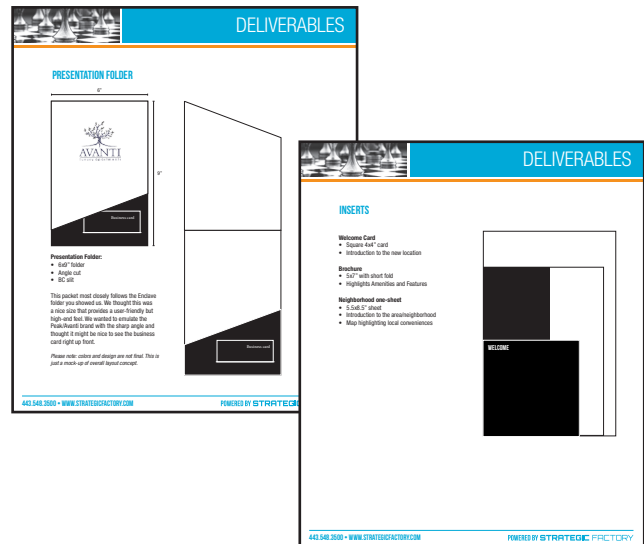 DELIVERABLES
PRESENTATION FOLDER
6"
9"
AVANTI
Business card
Presentation Folder:
• 6x9" folder
• Angle cut
• BC slit
This packet most closely follows the Enclave
folder you showed us. We thought this was
a nice size that provides a user-friendly but
high-end feel. We wanted to emulate the
Peak/Avanti brand with the sharp angle and
thought it might be nice to see the business
card right up front.
Please note: colors and design are not final. This is
just a mock-up of overall layout concept.
Business card
443.548.3500 • WWW.STRATEGICFACTORY.COM
POWERED BY STRATEGIC
DELIVERABLES
INSERTS
Welcome Card
• Square 4x4" card
• Introduction to the new location
Brochure
• 5x7" with short fold
• Highlights Amenities and Features
Neighborhood one-sheet
• 5.5x8.5" sheet
• Introduction to the area/neighborhood
• Map highlighting local conveniences
WELCOME
443.548.3500 • WWW.STRATEGICFACTORY.COM
POWERED BY STRATEGIC FACTORY